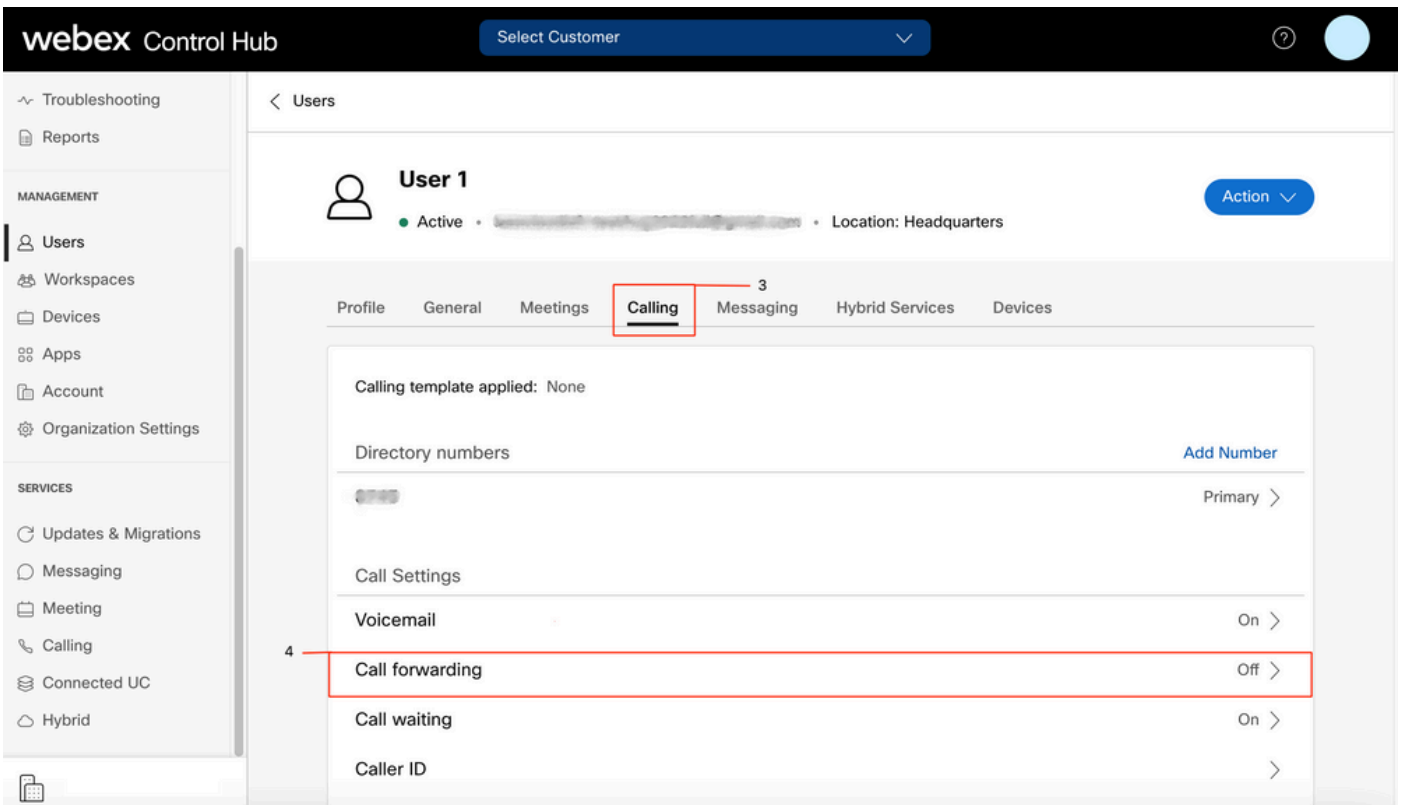 webex Control Hub
Select Customer
?
Troubleshooting
Reports
MANAGEMENT
Users
Workspaces
Devices
Apps
Account
Organization Settings
SERVICES
Updates & Migrations
Messaging
Meeting
Calling
Connected UC
Hybrid
Users
User 1
Action
Active • • Location: Headquarters
3
Profile General Meetings Calling Messaging Hybrid Services Devices
Calling template applied: None
Directory numbers Add Number
Primary
Call Settings
Voicemail On
4
Call forwarding Off
Call waiting On
Caller ID